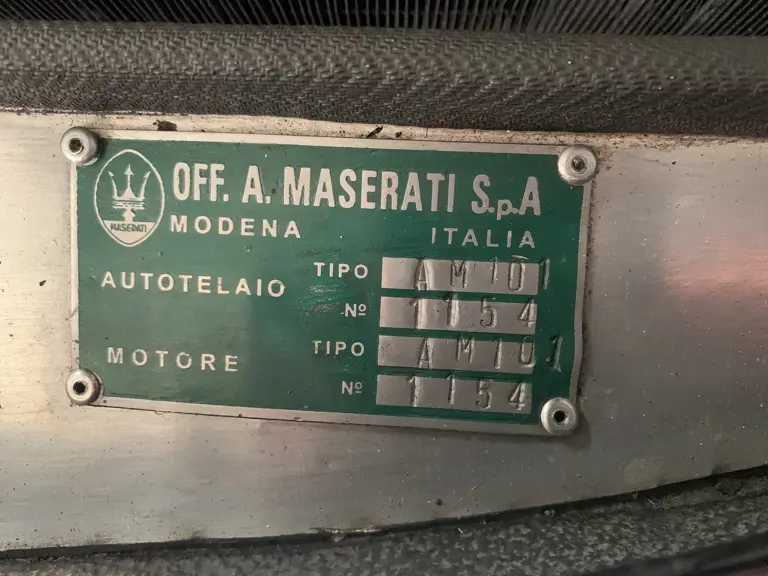 OFF. A. MASERATI S.p.A
MASERATI
MODENA ITALIA
AUTOTELAIO TIPO AM101
Nº 1154
MOTORE TIPO AM101
Nº 1154